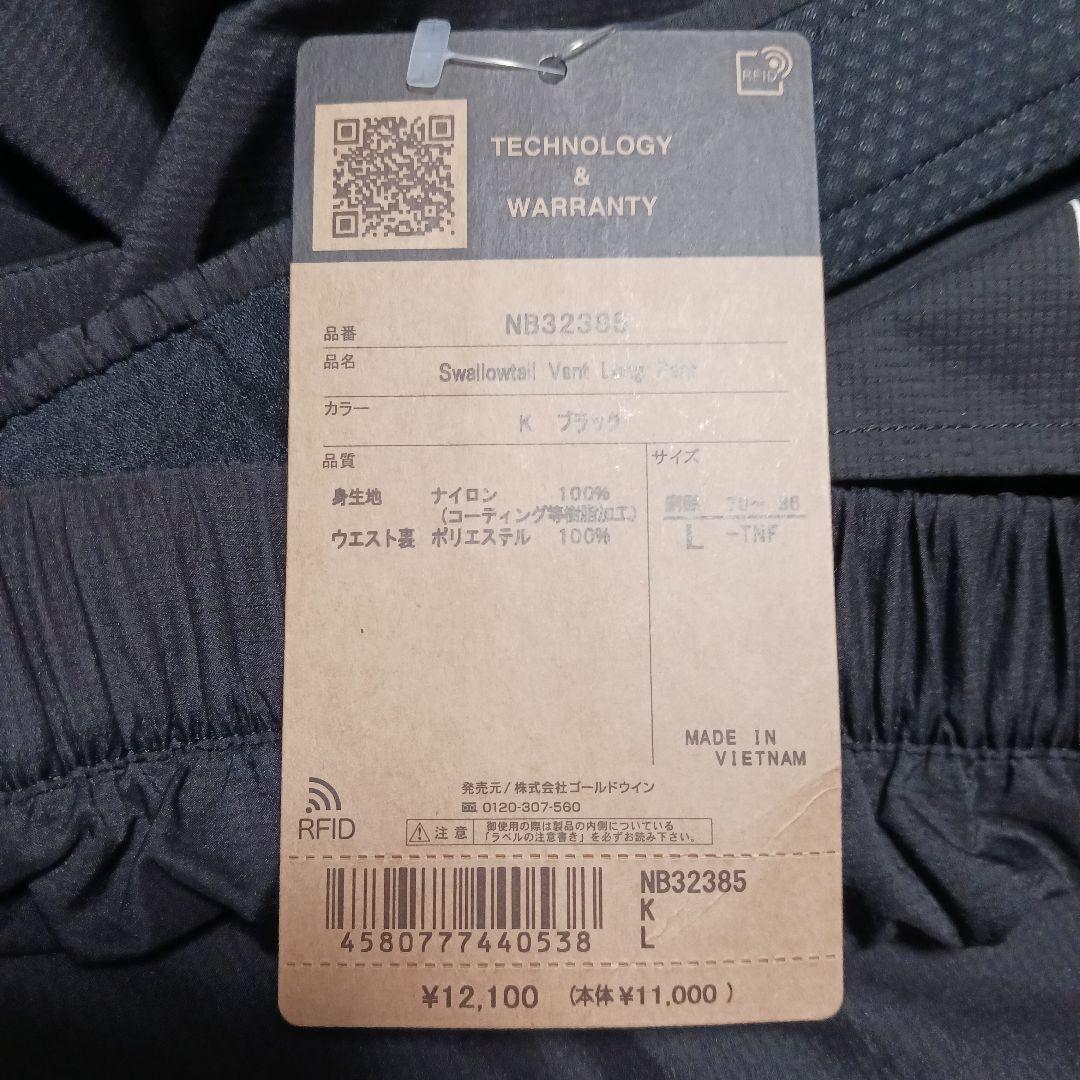 RFID
TECHNOLOGY
&
WARRANTY
品番 NB32385
品名
Swallowtail Vent Long Pant
カラー
K ブラック
品質
サイズ
身生地 ナイロン 100%
(コーティング等樹脂加工)
ウエスト裏 ポリエステル 100%
L -TNF
MADE IN
VIETNAM
発売元/株式会社ゴールドウイン
0120-307-560
RFID
注意 御使用の際は製品の内側についている
「ラベルの注意書き」を必ずお読み下さい。
NB32385
K
L
4580777440538
¥12,100 (本体¥11,000 )